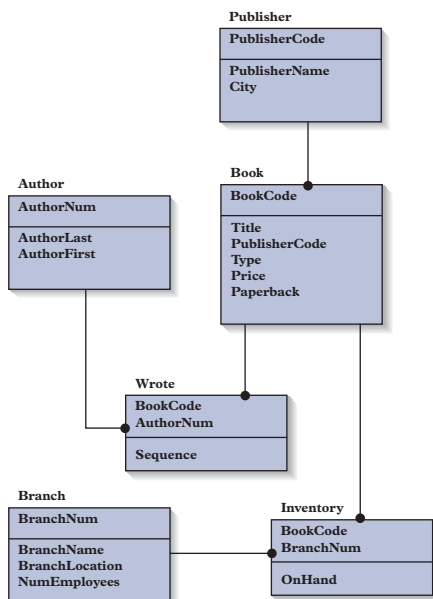 Publisher
PublisherCode
PublisherName
City
Book
BookCode
Title
PublisherCode
Type
Price
Paperback
Author
AuthorNum
AuthorLast
AuthorFirst
Wrote
BookCode
AuthorNum
Sequence
Branch
BranchNum
BranchName
BranchLocation
NumEmployees
Inventory
BookCode
BranchNum
OnHand